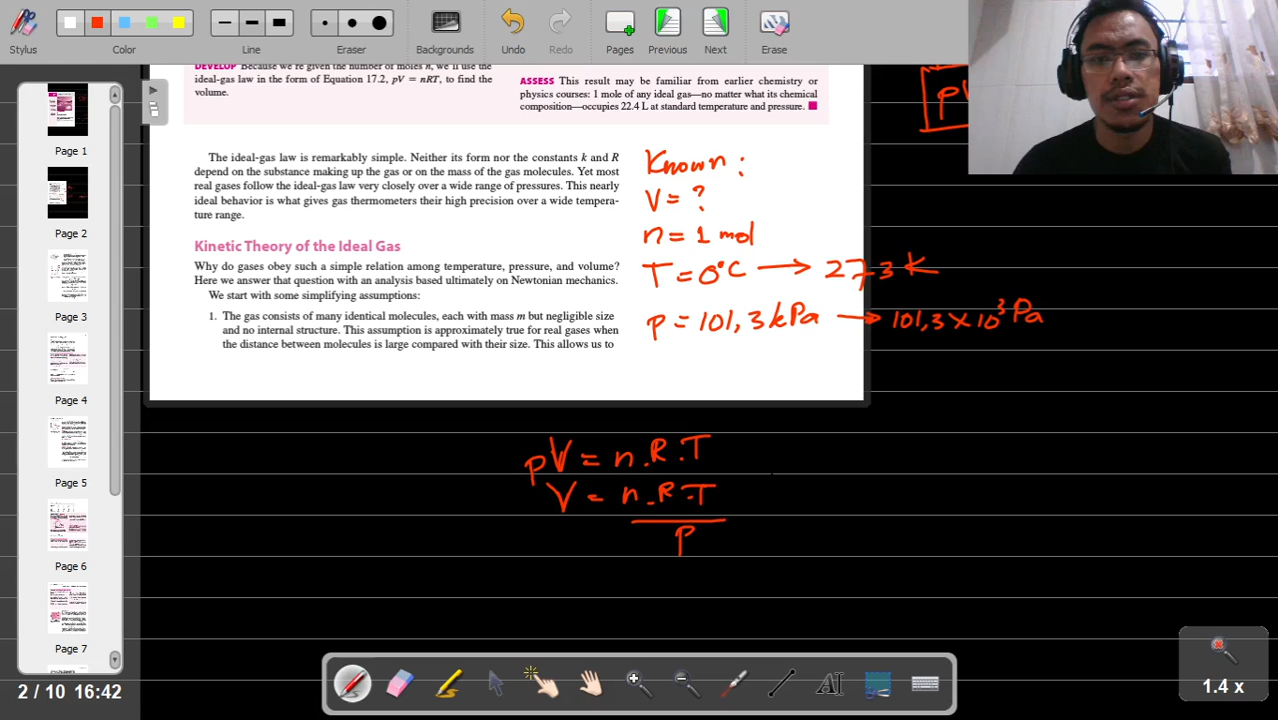 Stylus
Color
Line
Eraser
Backgrounds
Undo
Redo
Pages
Previous
Next
Erase
DEVELOP Because we're given the number of moles n, we'll use the
ideal-gas law in the form of Equation 17.2, pV = nRT, to find the
volume.
ASSESS This result may be familiar from earlier chemistry or
physics courses: 1 mole of any ideal gas—no matter what its chemical
composition—occupies 22.4 L at standard temperature and pressure.
The ideal-gas law is remarkably simple. Neither its form nor the constants k and R
depend on the substance making up the gas or on the mass of the gas molecules. Yet most
real gases follow the ideal-gas law very closely over a wide range of pressures. This nearly
ideal behavior is what gives gas thermometers their high precision over a wide tempera-
ture range.
Kinetic Theory of the Ideal Gas
Why do gases obey such a simple relation among temperature, pressure, and volume?
Here we answer that question with an analysis based ultimately on Newtonian mechanics.
We start with some simplifying assumptions:
1. The gas consists of many identical molecules, each with mass m but negligible size
and no internal structure. This assumption is approximately true for real gases when
the distance between molecules is large compared with their size. This allows us to
Known :
V = ?
n = 1 mol
T = 0°C → 273 K
p = 101,3 kPa → 101,3 × 10³ Pa
pV = n.R.T
V = n.R.T
P
Page 1
Page 2
Page 3
Page 4
Page 5
Page 6
Page 7
2 / 10 16:42
AI
1.4 x